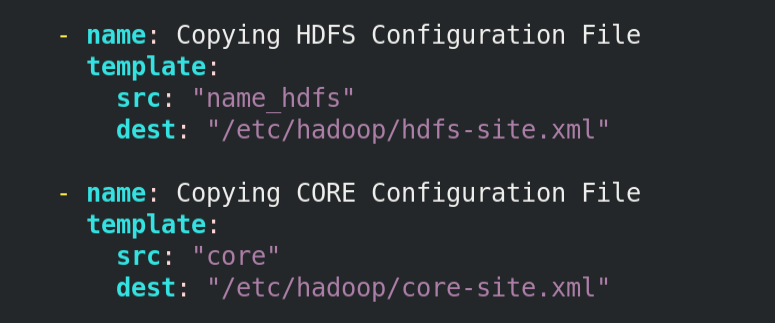 - name: Copying HDFS Configuration File
  template:
    src: "name_hdfs"
    dest: "/etc/hadoop/hdfs-site.xml"

- name: Copying CORE Configuration File
  template:
    src: "core"
    dest: "/etc/hadoop/core-site.xml"